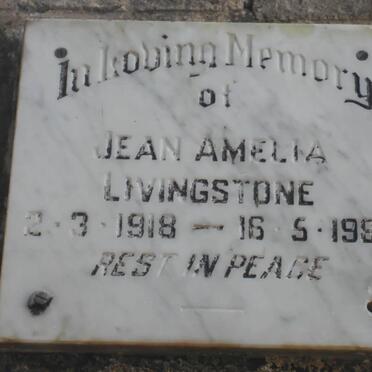 In Loving Memory
of
JEAN AMELIA
LIVINGSTONE
2·3·1918 — 16·5·199
REST IN PEACE